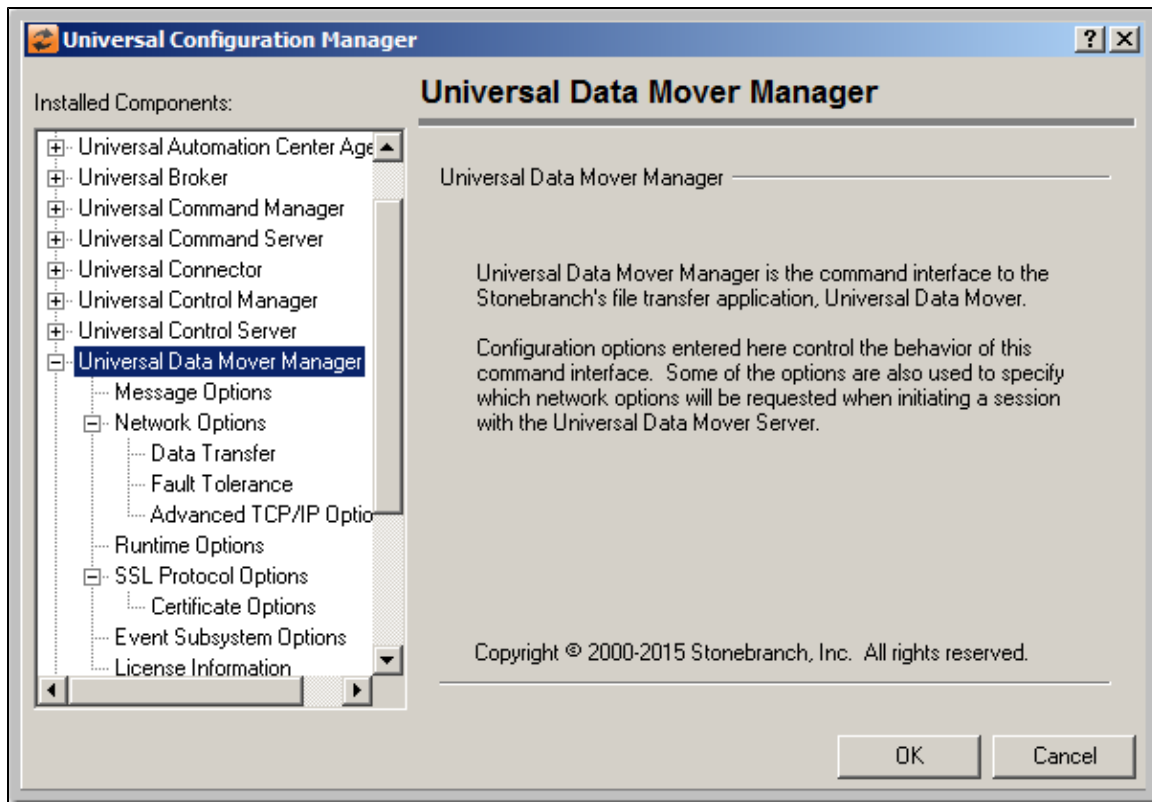 Universal Configuration Manager
Installed Components:
Universal Automation Center Age
Universal Broker
Universal Command Manager
Universal Command Server
Universal Connector
Universal Control Manager
Universal Control Server
Universal Data Mover Manager
Message Options
Network Options
Data Transfer
Fault Tolerance
Advanced TCP/IP Optio
Runtime Options
SSL Protocol Options
Certificate Options
Event Subsystem Options
License Information
Universal Data Mover Manager
Universal Data Mover Manager
Universal Data Mover Manager is the command interface to the
Stonebranch's file transfer application, Universal Data Mover.
Configuration options entered here control the behavior of this
command interface.  Some of the options are also used to specify
which network options will be requested when initiating a session
with the Universal Data Mover Server.
Copyright © 2000-2015 Stonebranch, Inc.  All rights reserved.
OK
Cancel